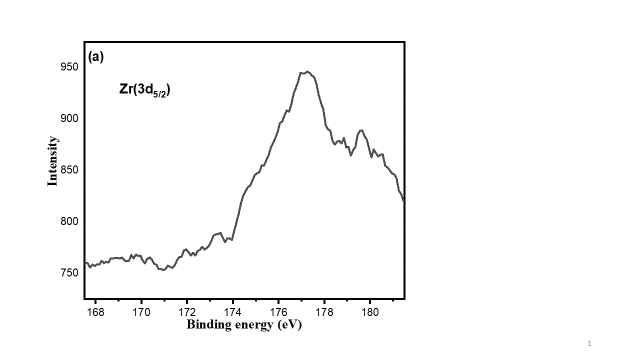 (a)
950
Zr(3d5/2)
900
850
800
750
Intensity
168 170 172 174 176 178 180
Binding energy (eV)
1